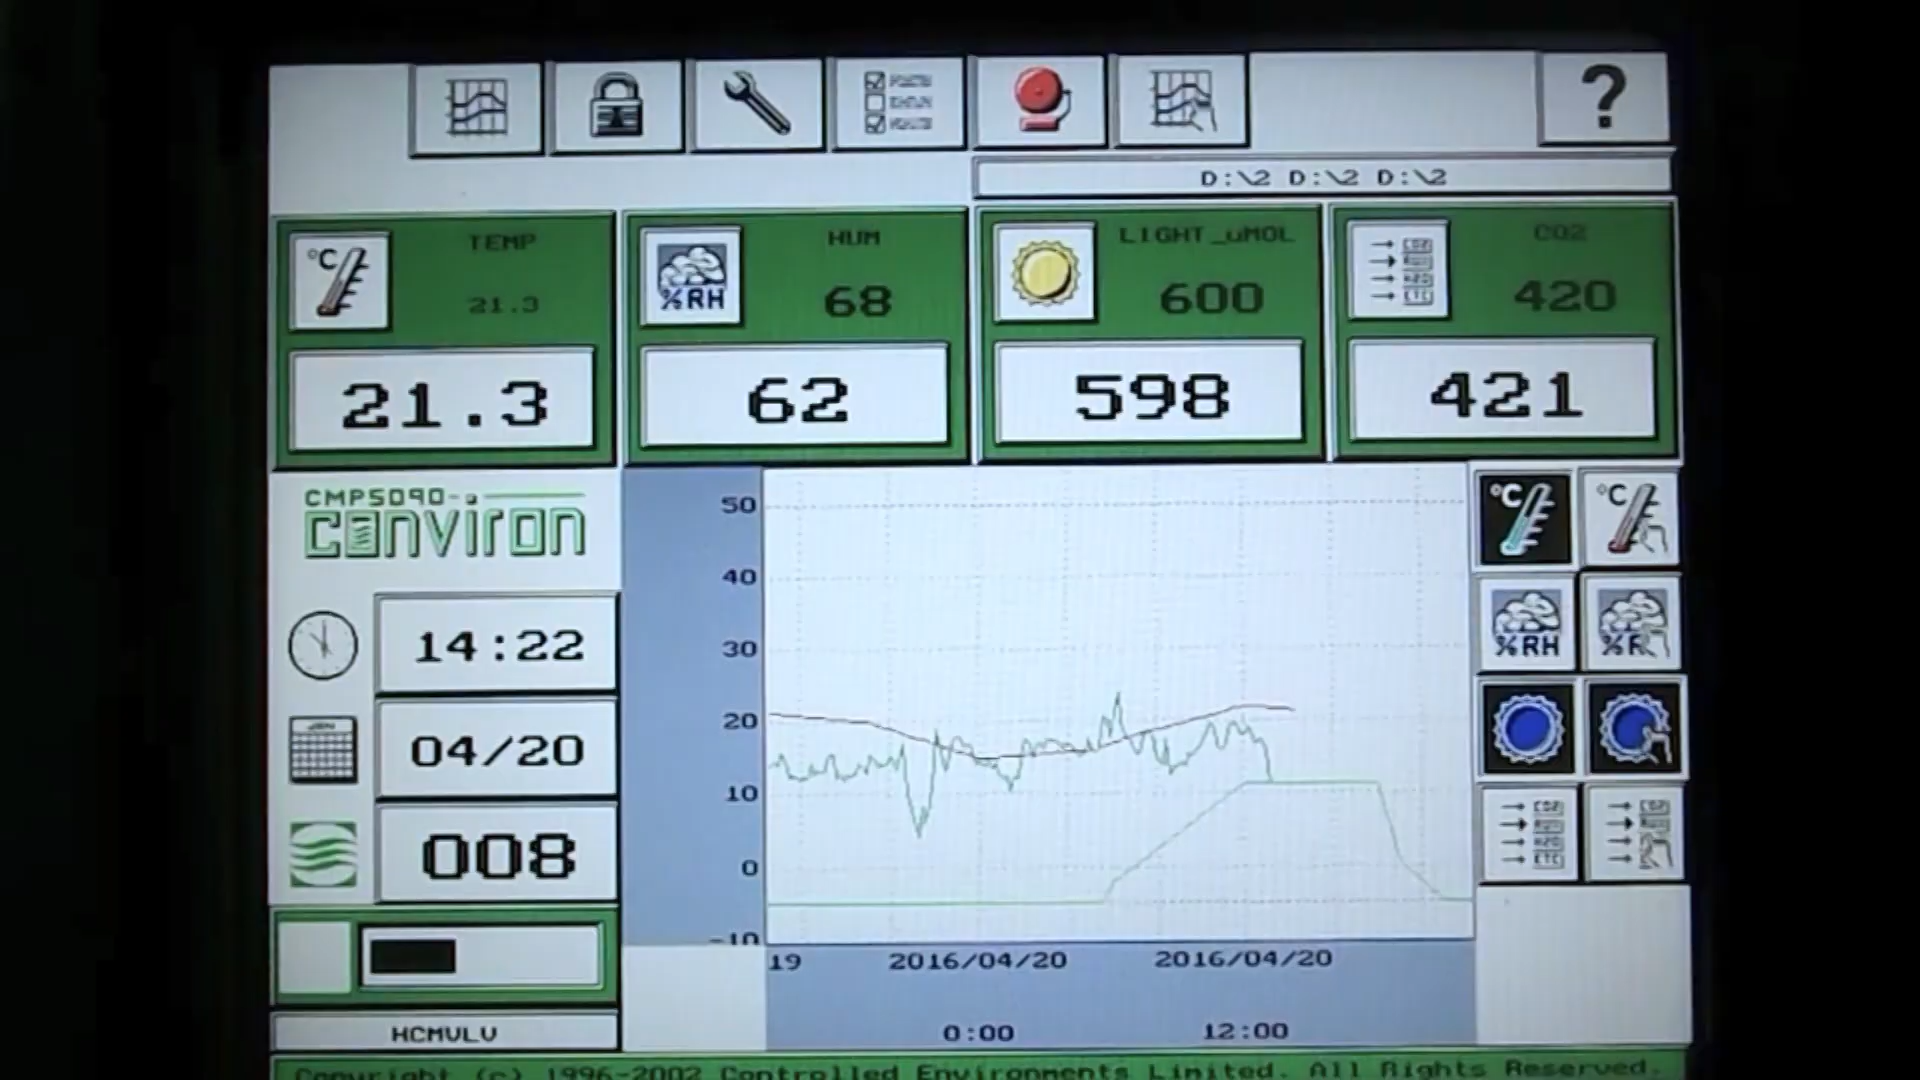 ?
D:\2 D:\2 D:\2
°C TEMP
21.3
21.3
HUM
%RH 68
62
LIGHT_uMOL
600
598
CO2
420
421
CMP5090
CONVIRON
14:22
04/20
008
HCMVLV
50
40
30
20
10
0
-10
19 2016/04/20 2016/04/20
0:00 12:00
°C °C
%RH
Copyright (c) 1996-2002 Controlled Environments Limited. All Rights Reserved.